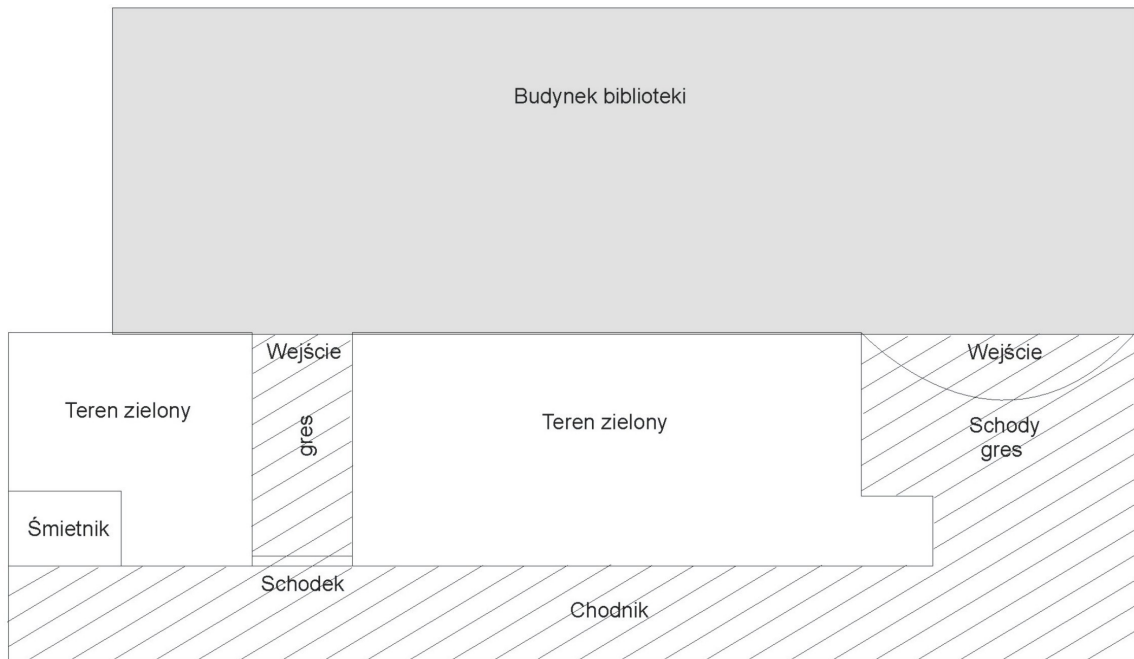 Budynek biblioteki
Wejście
Wejście
Teren zielony
gres
Teren zielony
Schody
gres
Śmietnik
Schodek
Chodnik